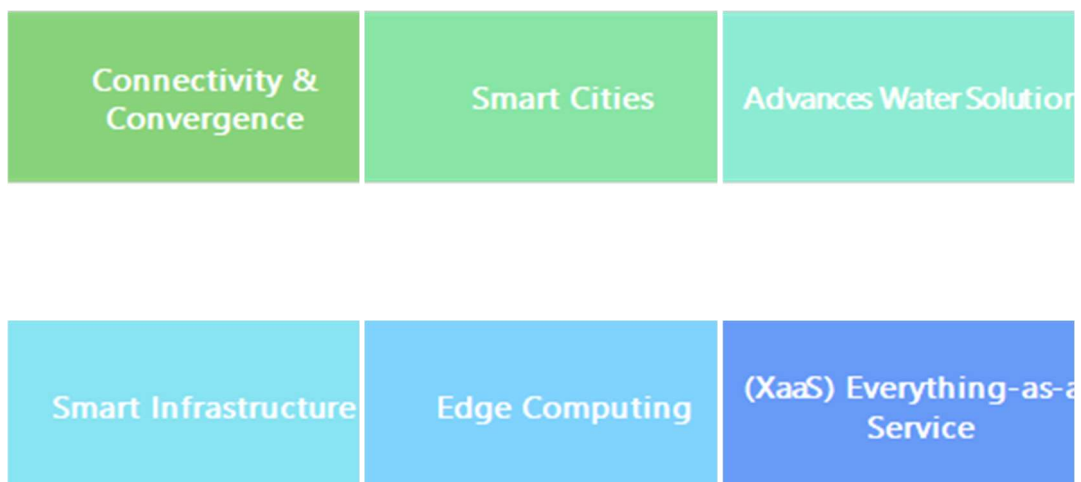 Connectivity &
Convergence
Smart Cities
Advances Water Solution
Smart Infrastructure
Edge Computing
(XaaS) Everything-as-a
Service